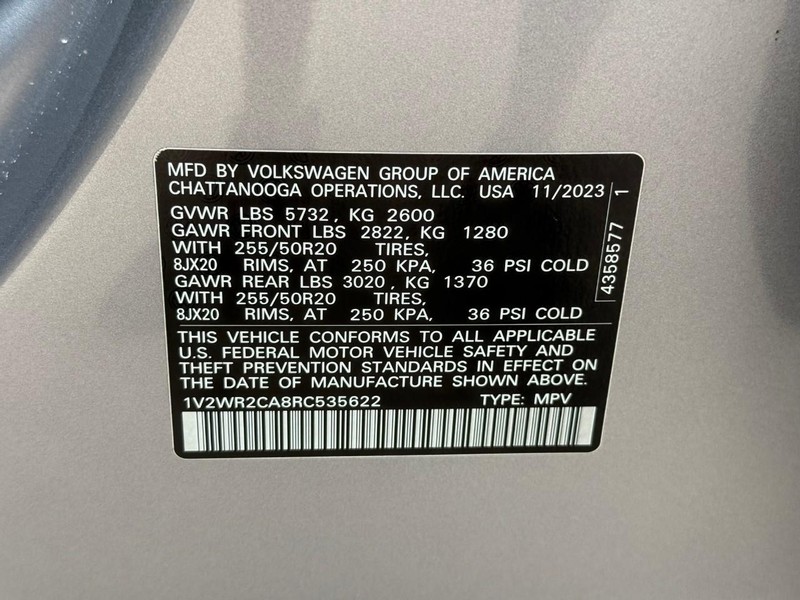 MFD BY VOLKSWAGEN GROUP OF AMERICA
CHATTANOOGA OPERATIONS, LLC. USA 11/2023
GVWR LBS 5732, KG 2600
GAWR FRONT LBS 2822, KG 1280
WITH 255/50R20 TIRES,
8JX20 RIMS, AT 250 KPA, 36 PSI COLD
GAWR REAR LBS 3020, KG 1370
WITH 255/50R20 TIRES,
8JX20 RIMS, AT 250 KPA, 36 PSI COLD
4358577 1
THIS VEHICLE CONFORMS TO ALL APPLICABLE
U.S. FEDERAL MOTOR VEHICLE SAFETY AND
THEFT PREVENTION STANDARDS IN EFFECT ON
THE DATE OF MANUFACTURE SHOWN ABOVE.
1V2WR2CA8RC535622 TYPE: MPV